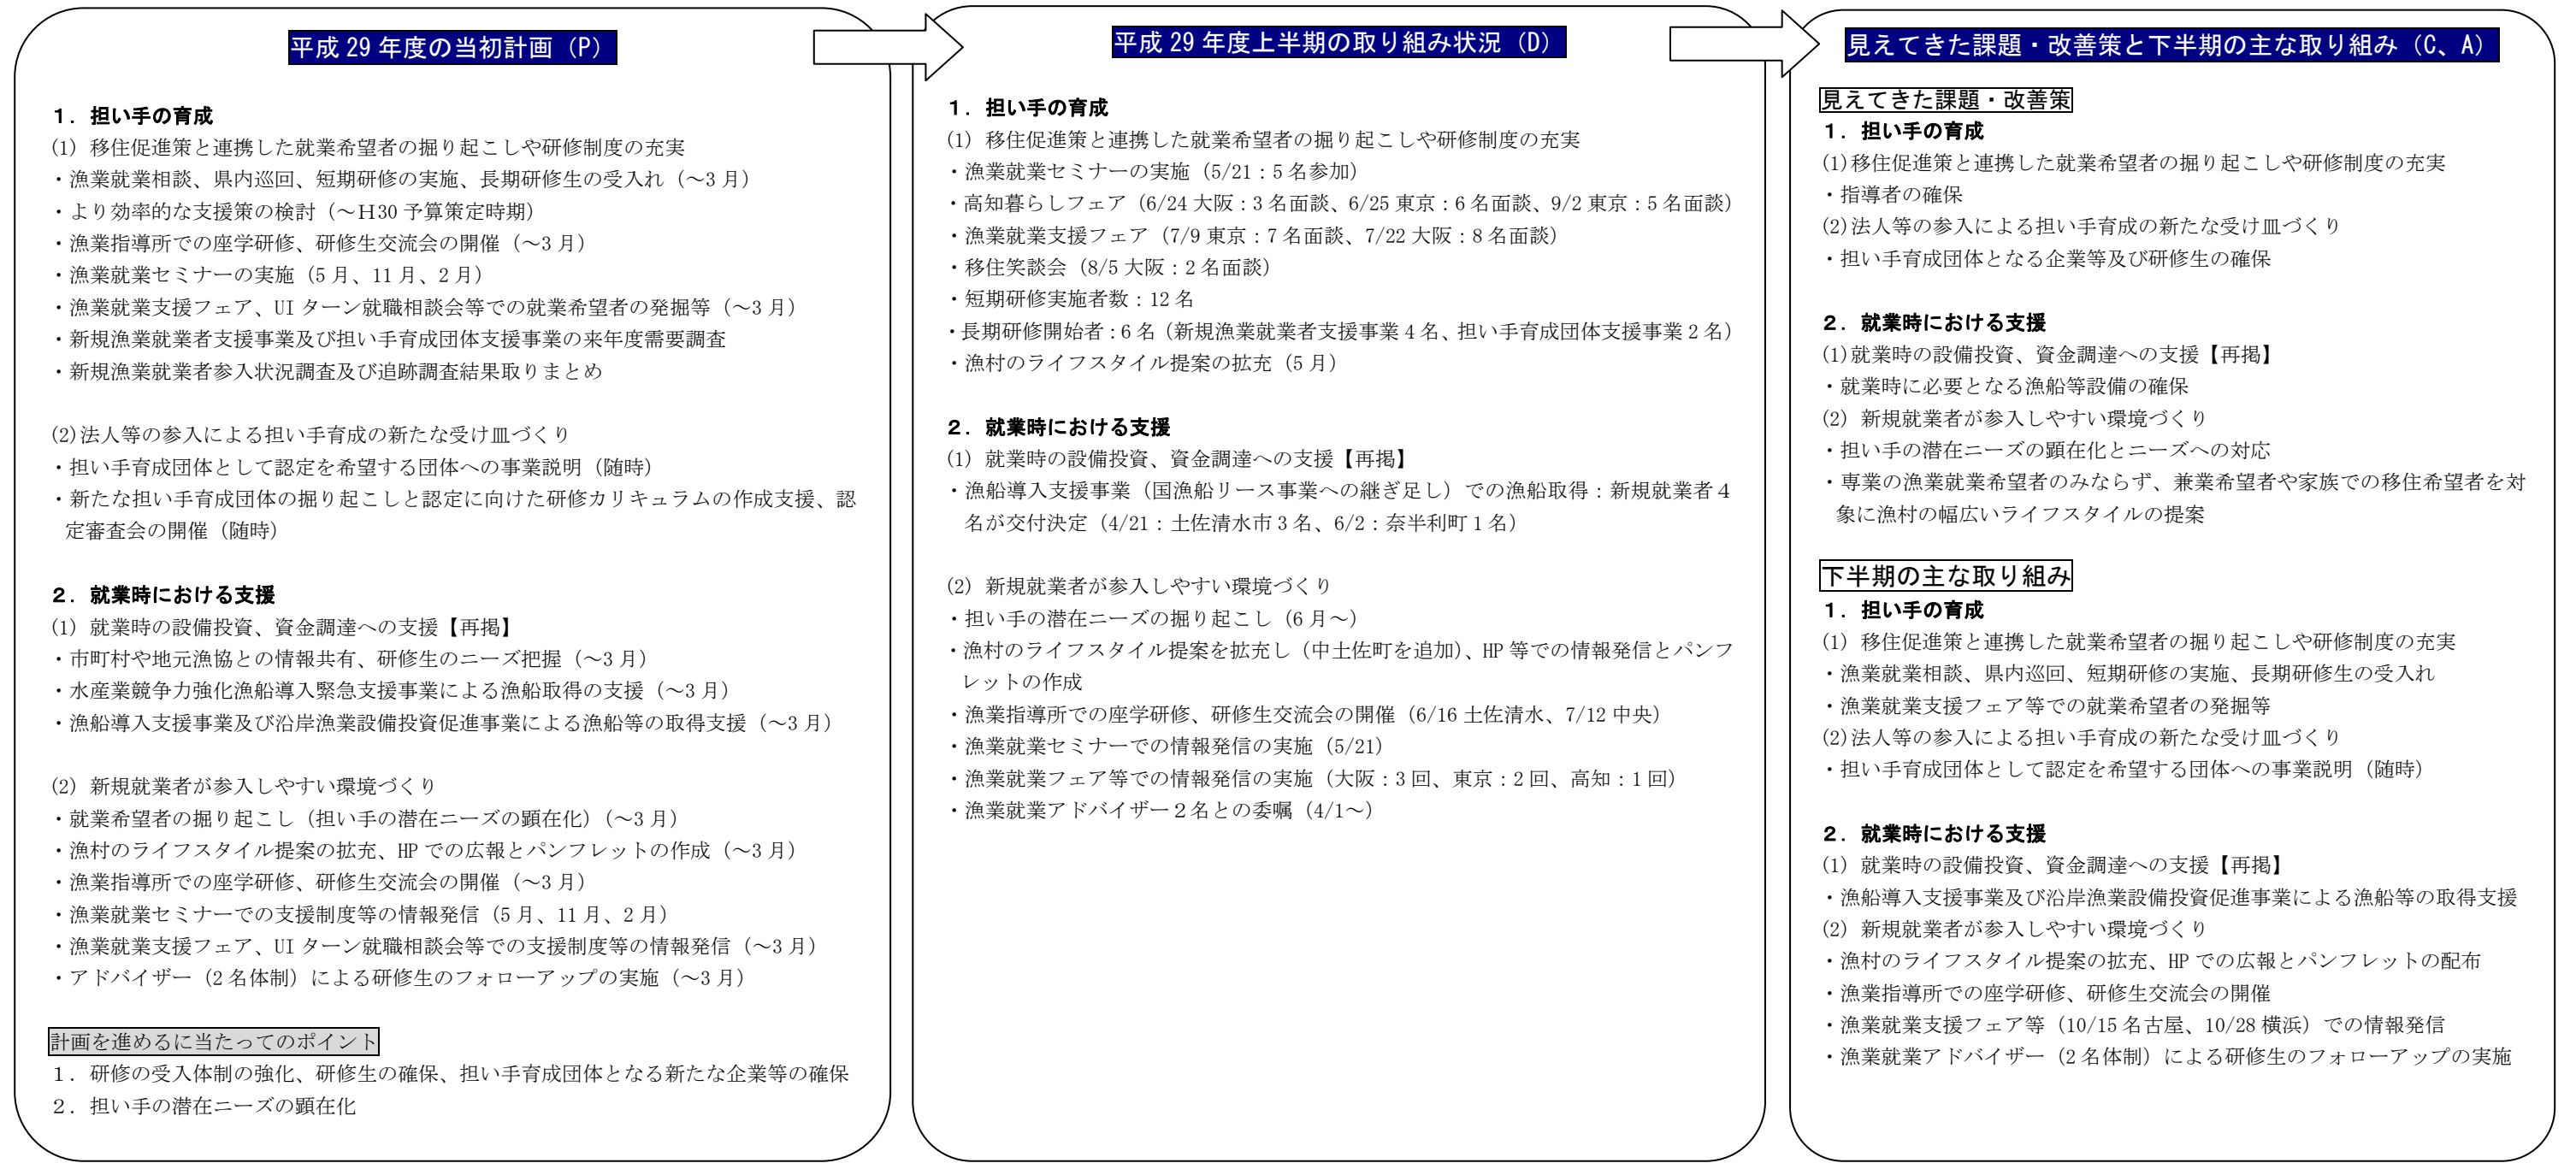 平成 29 年度の当初計画（P）
１．担い手の育成
(1) 移住促進策と連携した就業希望者の掘り起こしや研修制度の充実
・漁業就業相談、県内巡回、短期研修の実施、長期研修生の受入れ（～3 月）
・より効率的な支援策の検討（～H30 予算策定時期）
・漁業指導所での座学研修、研修生交流会の開催（～3 月）
・漁業就業セミナーの実施（5 月、11 月、2 月）
・漁業就業支援フェア、UI ターン就職相談会等での就業希望者の発掘等（～3 月）
・新規漁業就業者支援事業及び担い手育成団体支援事業の来年度需要調査
・新規漁業就業者参入状況調査及び追跡調査結果取りまとめ
(2)法人等の参入による担い手育成の新たな受け皿づくり
・担い手育成団体として認定を希望する団体への事業説明（随時）
・新たな担い手育成団体の掘り起こしと認定に向けた研修カリキュラムの作成支援、認
定審査会の開催（随時）
２．就業時における支援
(1) 就業時の設備投資、資金調達への支援【再掲】
・市町村や地元漁協との情報共有、研修生のニーズ把握（～3 月）
・水産業競争力強化漁船導入緊急支援事業による漁船取得の支援（～3 月）
・漁船導入支援事業及び沿岸漁業設備投資促進事業による漁船等の取得支援（～3 月）
(2) 新規就業者が参入しやすい環境づくり
・就業希望者の掘り起こし（担い手の潜在ニーズの顕在化）（～3 月）
・漁村のライフスタイル提案の拡充、HP での広報とパンフレットの作成（～3 月）
・漁業指導所での座学研修、研修生交流会の開催（～3 月）
・漁業就業セミナーでの支援制度等の情報発信（5 月、11 月、2 月）
・漁業就業支援フェア、UI ターン就職相談会等での支援制度等の情報発信（～3 月）
・アドバイザー（2 名体制）による研修生のフォローアップの実施（～3 月）
計画を進めるに当たってのポイント
１．研修の受入体制の強化、研修生の確保、担い手育成団体となる新たな企業等の確保
２．担い手の潜在ニーズの顕在化
平成 29 年度上半期の取り組み状況（D）
１．担い手の育成
(1) 移住促進策と連携した就業希望者の掘り起こしや研修制度の充実
・漁業就業セミナーの実施（5/21：5 名参加）
・高知暮らしフェア（6/24 大阪：3 名面談、6/25 東京：6 名面談、9/2 東京：5 名面談）
・漁業就業支援フェア（7/9 東京：7 名面談、7/22 大阪：8 名面談）
・移住笑談会（8/5 大阪：2 名面談）
・短期研修実施者数：12 名
・長期研修開始者：6 名（新規漁業就業者支援事業 4 名、担い手育成団体支援事業 2 名）
・漁村のライフスタイル提案の拡充（5 月）
２．就業時における支援
(1) 就業時の設備投資、資金調達への支援【再掲】
・漁船導入支援事業（国漁船リース事業への継ぎ足し）での漁船取得：新規就業者４
名が交付決定（4/21：土佐清水市 3 名、6/2：奈半利町 1 名）
(2) 新規就業者が参入しやすい環境づくり
・担い手の潜在ニーズの掘り起こし（6 月～）
・漁村のライフスタイル提案を拡充し（中土佐町を追加）、HP 等での情報発信とパンフ
レットの作成
・漁業指導所での座学研修、研修生交流会の開催（6/16 土佐清水、7/12 中央）
・漁業就業セミナーでの情報発信の実施（5/21）
・漁業就業フェア等での情報発信の実施（大阪：3 回、東京：2 回、高知：1 回）
・漁業就業アドバイザー２名との委嘱（4/1～）
見えてきた課題・改善策と下半期の主な取り組み（C、A）
見えてきた課題・改善策
１．担い手の育成
(1)移住促進策と連携した就業希望者の掘り起こしや研修制度の充実
・指導者の確保
(2)法人等の参入による担い手育成の新たな受け皿づくり
・担い手育成団体となる企業等及び研修生の確保
２．就業時における支援
(1)就業時の設備投資、資金調達への支援【再掲】
・就業時に必要となる漁船等設備の確保
(2) 新規就業者が参入しやすい環境づくり
・担い手の潜在ニーズの顕在化とニーズへの対応
・専業の漁業就業希望者のみならず、兼業希望者や家族での移住希望者を対
象に漁村の幅広いライフスタイルの提案
下半期の主な取り組み
１．担い手の育成
(1) 移住促進策と連携した就業希望者の掘り起こしや研修制度の充実
・漁業就業相談、県内巡回、短期研修の実施、長期研修生の受入れ
・漁業就業支援フェア等での就業希望者の発掘等
(2)法人等の参入による担い手育成の新たな受け皿づくり
・担い手育成団体として認定を希望する団体への事業説明（随時）
２．就業時における支援
(1) 就業時の設備投資、資金調達への支援【再掲】
・漁船導入支援事業及び沿岸漁業設備投資促進事業による漁船等の取得支援
(2) 新規就業者が参入しやすい環境づくり
・漁村のライフスタイル提案の拡充、HP での広報とパンフレットの配布
・漁業指導所での座学研修、研修生交流会の開催
・漁業就業支援フェア等（10/15 名古屋、10/28 横浜）での情報発信
・漁業就業アドバイザー（2 名体制）による研修生のフォローアップの実施